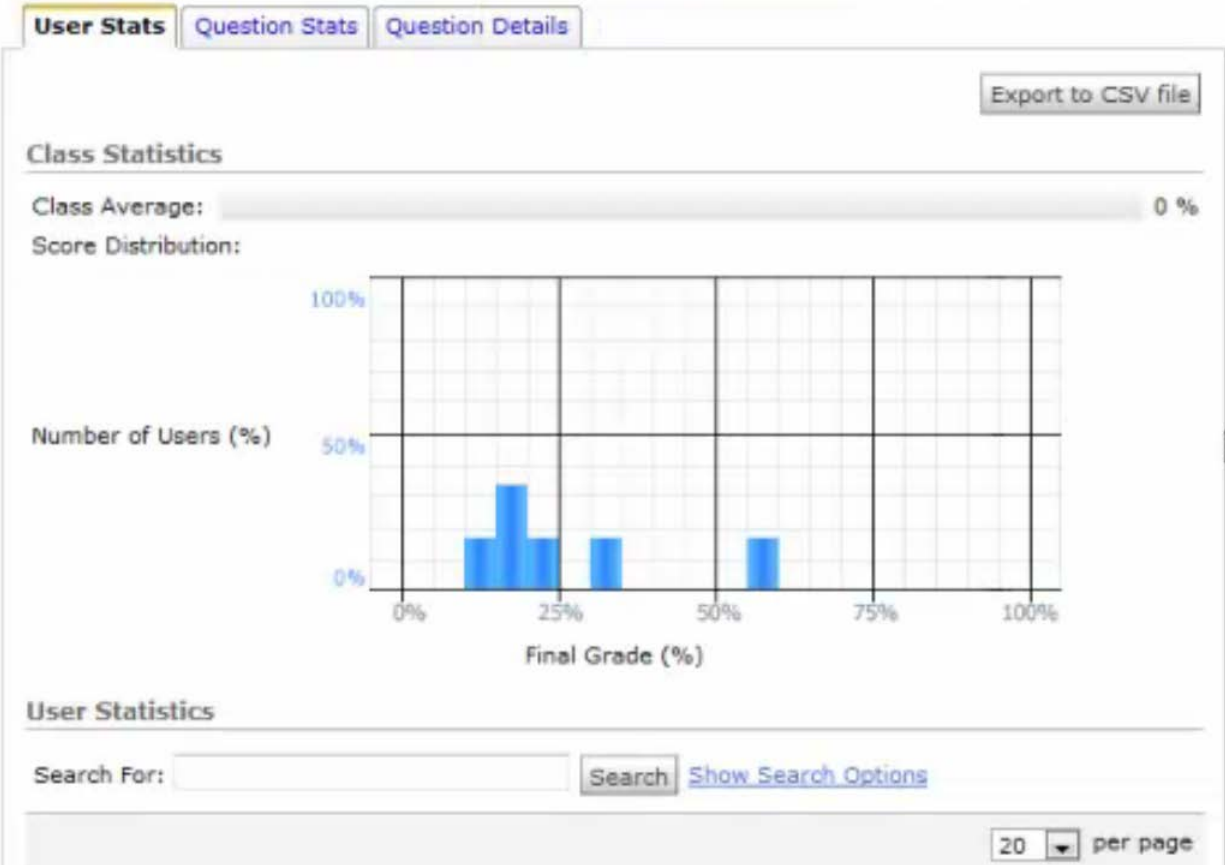 User Stats Question Stats Question Details
Export to CSV file
Class Statistics
Class Average: 0 %
Score Distribution:
100%
Number of Users (%)
50%
0%
0% 25% 50% 75% 100%
Final Grade (%)
User Statistics
Search For: Search Show Search Options
20 per page